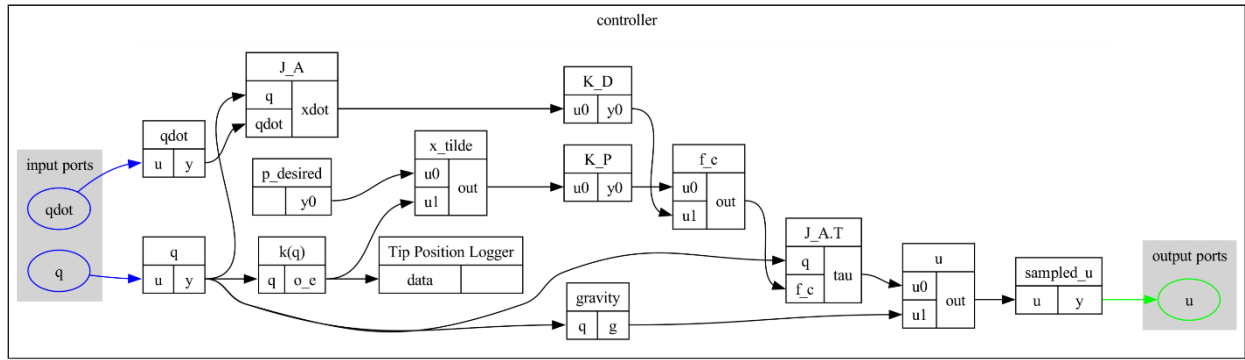 controller
J_A
q
qdot
xdot
K_D
u0
y0
qdot
u
y
input ports
qdot
q
p_desired
y0
x_tilde
u0
u1
out
K_P
u0
y0
f_c
u0
u1
out
q
u
y
k(q)
q
o_e
Tip Position Logger
data
gravity
q
g
J_A.T
q
f_c
tau
u
u0
u1
out
sampled_u
u
y
output ports
u